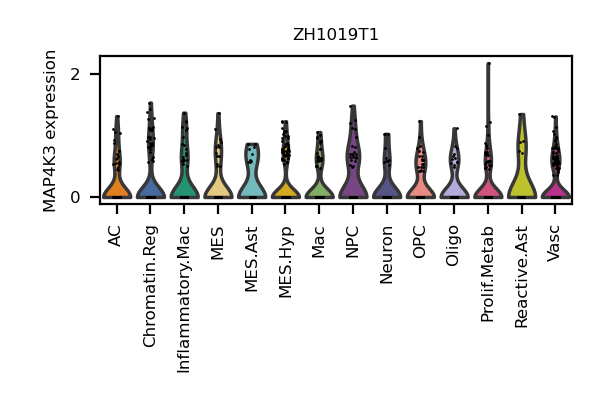 ZH1019T1
MAP4K3 expression
2
0
AC
Chromatin.Reg
Inflammatory.Mac
MES
MES.Ast
MES.Hyp
Mac
NPC
Neuron
OPC
Oligo
Prolif.Metab
Reactive.Ast
Vasc